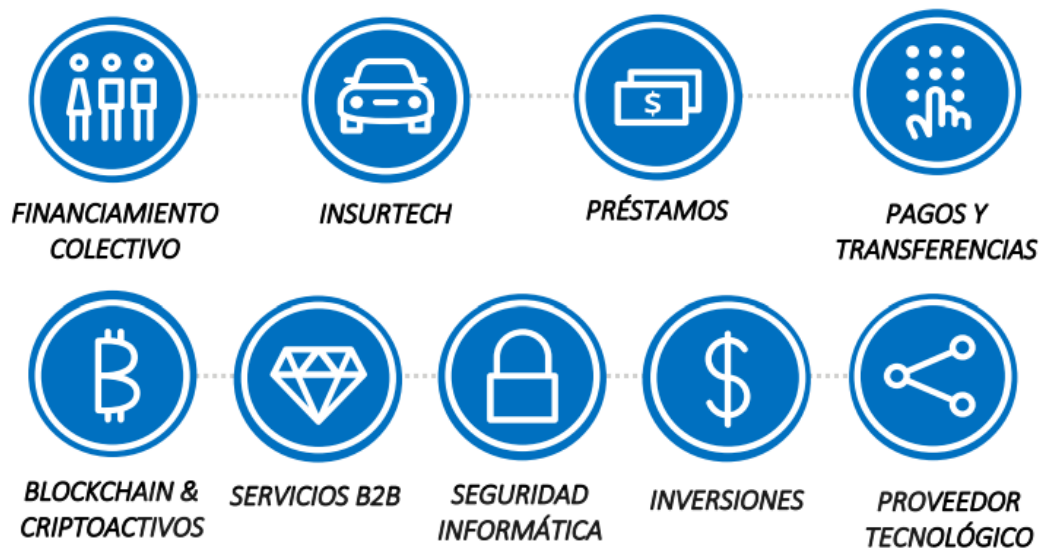 $
FINANCIAMIENTO
COLECTIVO
INSURTECH
PRÉSTAMOS
PAGOS Y
TRANSFERENCIAS
$
BLOCKCHAIN &
CRIPTOACTIVOS
SERVICIOS B2B
SEGURIDAD
INFORMÁTICA
INVERSIONES
PROVEEDOR
TECNOLÓGICO